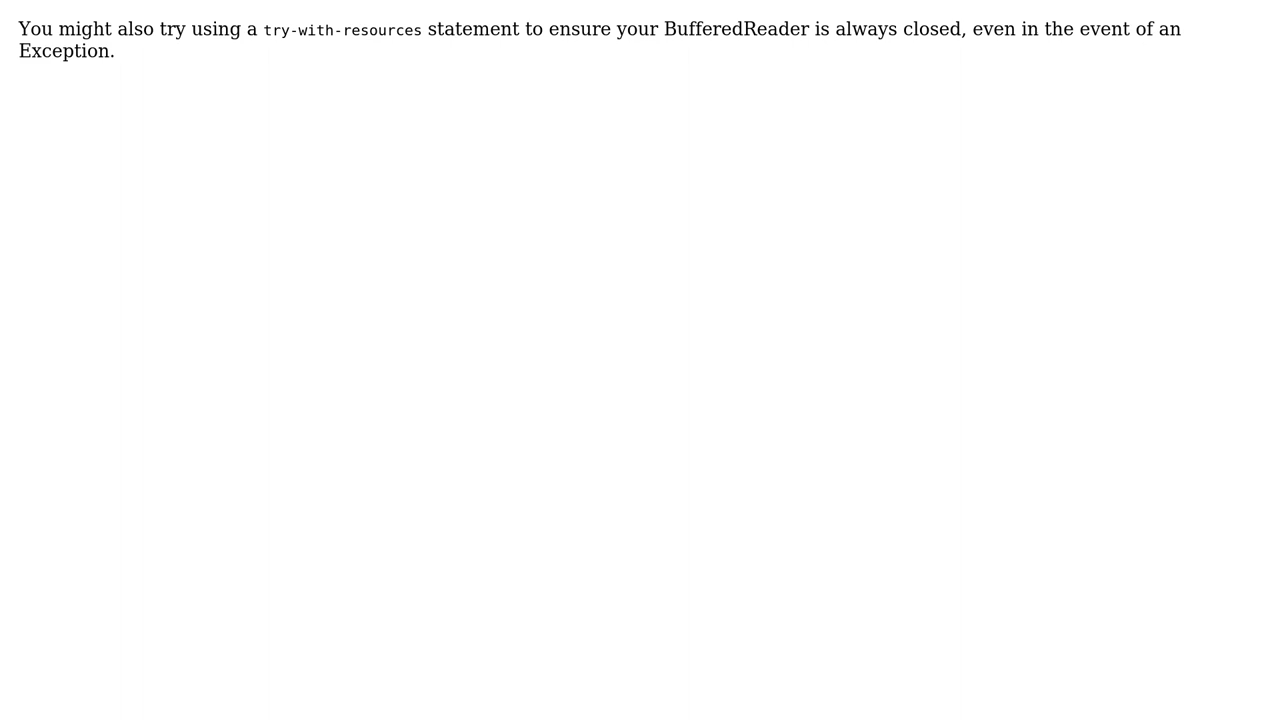 You might also try using a try-with-resources statement to ensure your BufferedReader is always closed, even in the event of an
Exception.